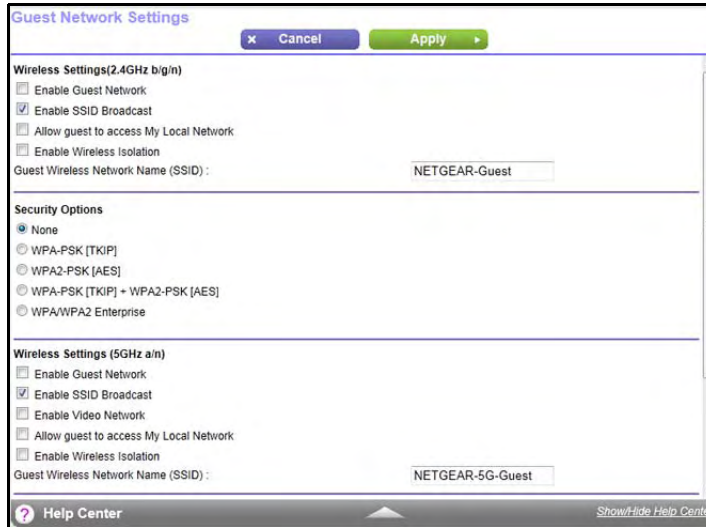 Guest Network Settings
x Cancel Apply
Wireless Settings(2.4GHz b/g/n)
Enable Guest Network
Enable SSID Broadcast
Allow guest to access My Local Network
Enable Wireless Isolation
Guest Wireless Network Name (SSID) : NETGEAR-Guest
Security Options
None
WPA-PSK [TKIP]
WPA2-PSK [AES]
WPA-PSK [TKIP] + WPA2-PSK [AES]
WPA/WPA2 Enterprise
Wireless Settings (5GHz a/n)
Enable Guest Network
Enable SSID Broadcast
Enable Video Network
Allow guest to access My Local Network
Enable Wireless Isolation
Guest Wireless Network Name (SSID) : NETGEAR-5G-Guest
? Help Center Show/Hide Help Cente